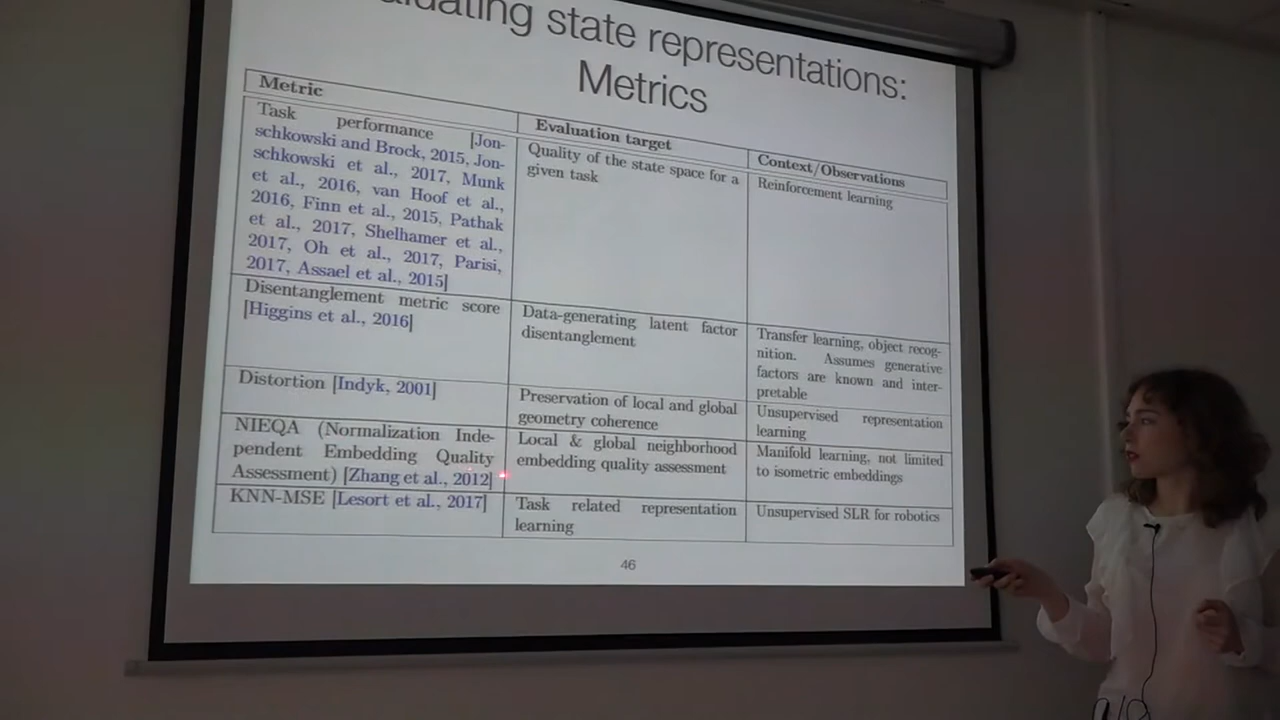 state representations:
Metrics
Metric
Evaluation target
Context/Observations
Task performance [Jon-
schkowski and Brock, 2015, Jon-
schkowski et al., 2017, Munk
et al., 2016, van Hoof et al.,
2016, Finn et al., 2015, Pathak
et al., 2017, Shelhamer et al.,
2017, Oh et al., 2017, Parisi,
2017, Assael et al., 2015]
Quality of the state space for a
given task
Reinforcement learning
Disentanglement metric score
[Higgins et al., 2016]
Data-generating latent factor
disentanglement
Transfer learning, object recog-
nition. Assumes generative
factors are known and inter-
pretable
Distortion [Indyk, 2001]
Preservation of local and global
geometry coherence
Unsupervised representation
learning
NIEQA (Normalization Inde-
pendent Embedding Quality
Assessment) [Zhang et al., 2012]
Local & global neighborhood
embedding quality assessment
Manifold learning, not limited
to isometric embeddings
KNN-MSE [Lesort et al., 2017]
Task related representation
learning
Unsupervised SLR for robotics
46